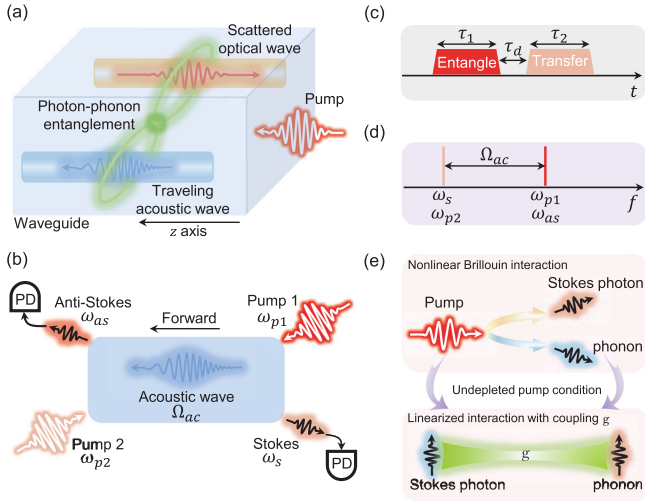 (a)
Scattered
optical wave
Photon-phonon
entanglement
Pump
Traveling
acoustic wave
Waveguide
z axis
(b)
PD
Anti-Stokes
ω_as
Forward
Pump 1
ω_p1
Acoustic wave
Ω_ac
Pump 2
ω_p2
Stokes
ω_s
PD
(c)
τ_1
τ_d
τ_2
Entangle
Transfer
t
(d)
Ω_ac
ω_s
ω_p1
f
ω_p2
ω_as
(e)
Nonlinear Brillouin interaction
Stokes photon
Pump
phonon
Undepleted pump condition
Linearized interaction with coupling g
g
Stokes photon
phonon